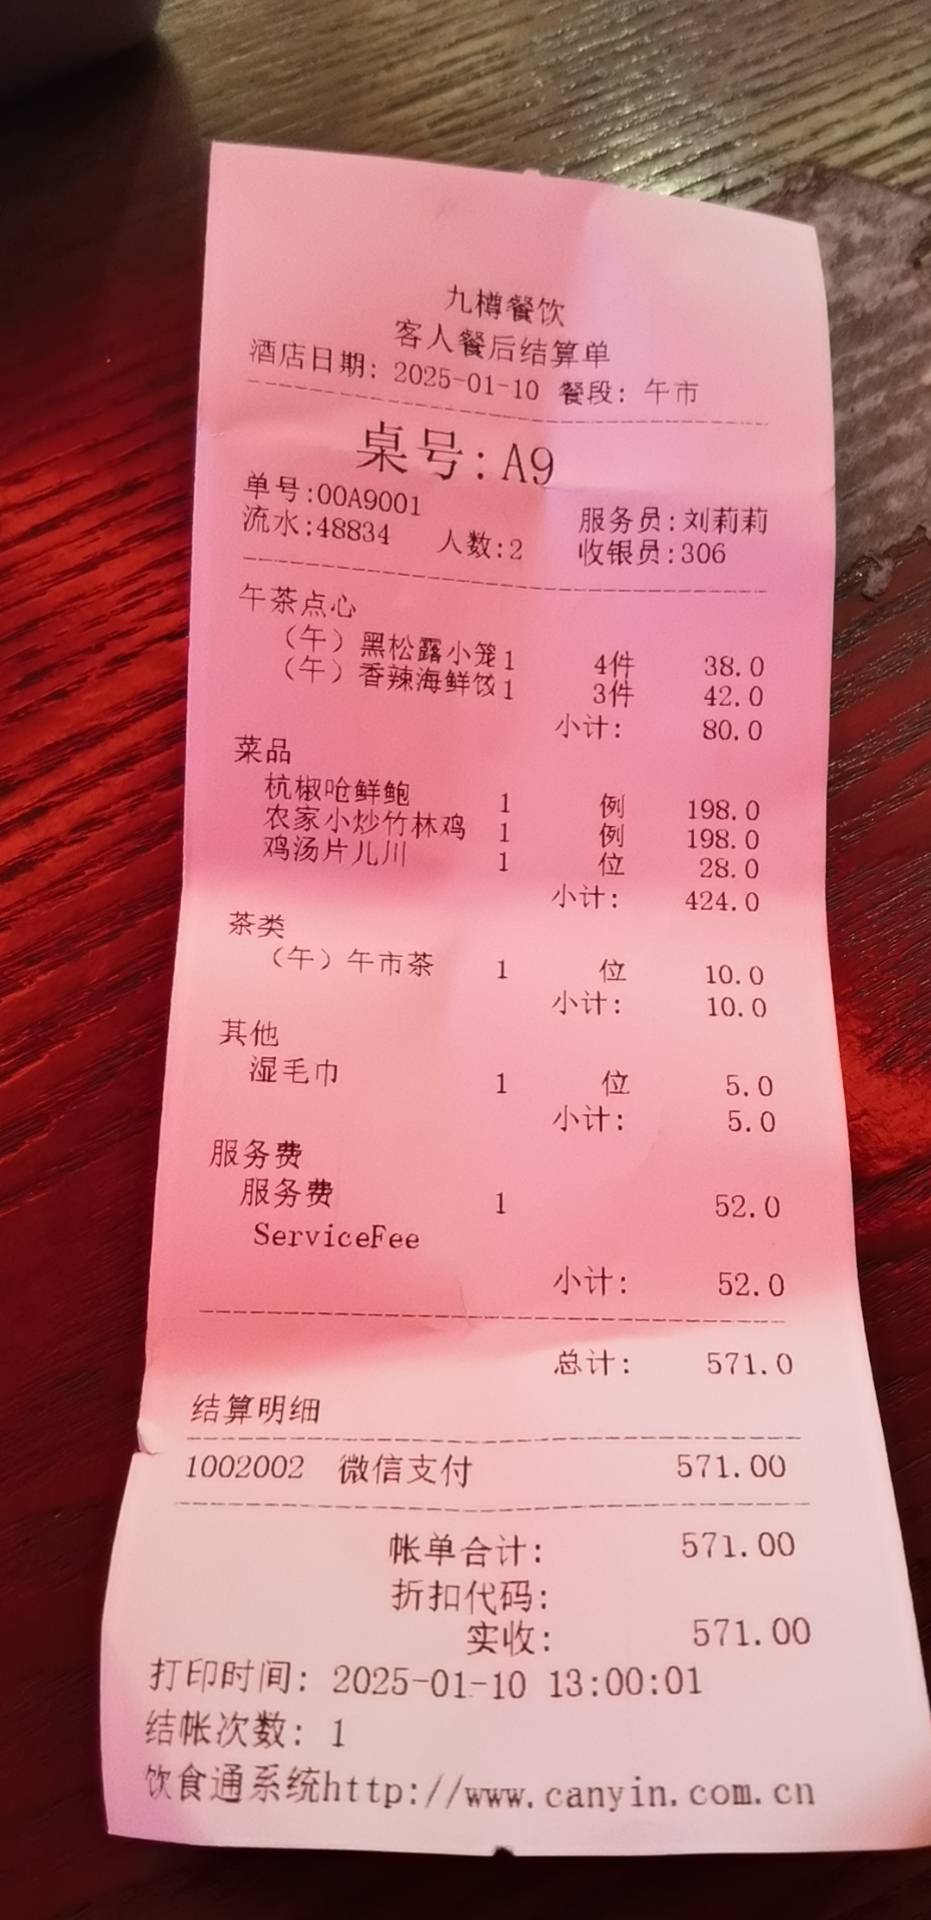 九樽餐饮
客人餐后结算单
酒店日期: 2025-01-10 餐段: 午市
桌号: A9
单号:00A9001 服务员:刘莉莉
流水:48834 人数:2 收银员:306
午茶点心
（午）黑松露小笼1 4件 38.0
（午）香辣海鲜饺1 3件 42.0
小计: 80.0
菜品
杭椒呛鲜鲍 1 例 198.0
农家小炒竹林鸡 1 例 198.0
鸡汤片儿川 1 位 28.0
小计: 424.0
茶类
（午）午市茶 1 位 10.0
小计: 10.0
其他
湿毛巾 1 位 5.0
小计: 5.0
服务费
服务费 1 52.0
ServiceFee
小计: 52.0
总计: 571.0
结算明细
1002002 微信支付 571.00
帐单合计: 571.00
折扣代码:
实收: 571.00
打印时间: 2025-01-10 13:00:01
结帐次数: 1
饮食通系统http://www.canyin.com.cn